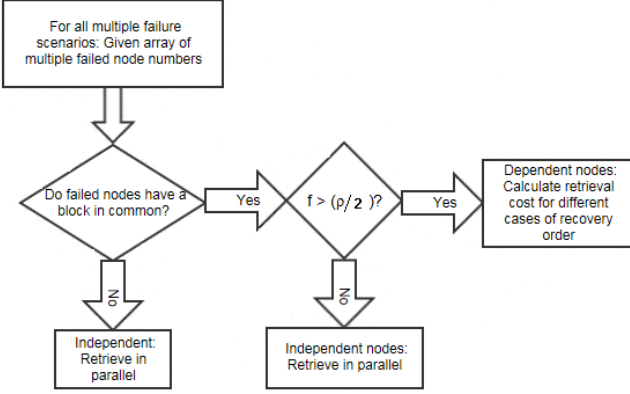 For all multiple failure
scenarios: Given array of
multiple failed node numbers
Do failed nodes have a
block in common?
Yes
f > (ρ/2 )?
Yes
Dependent nodes:
Calculate retrieval
cost for different
cases of recovery
order
No
No
Independent:
Retrieve in
parallel
Independent nodes:
Retrieve in parallel